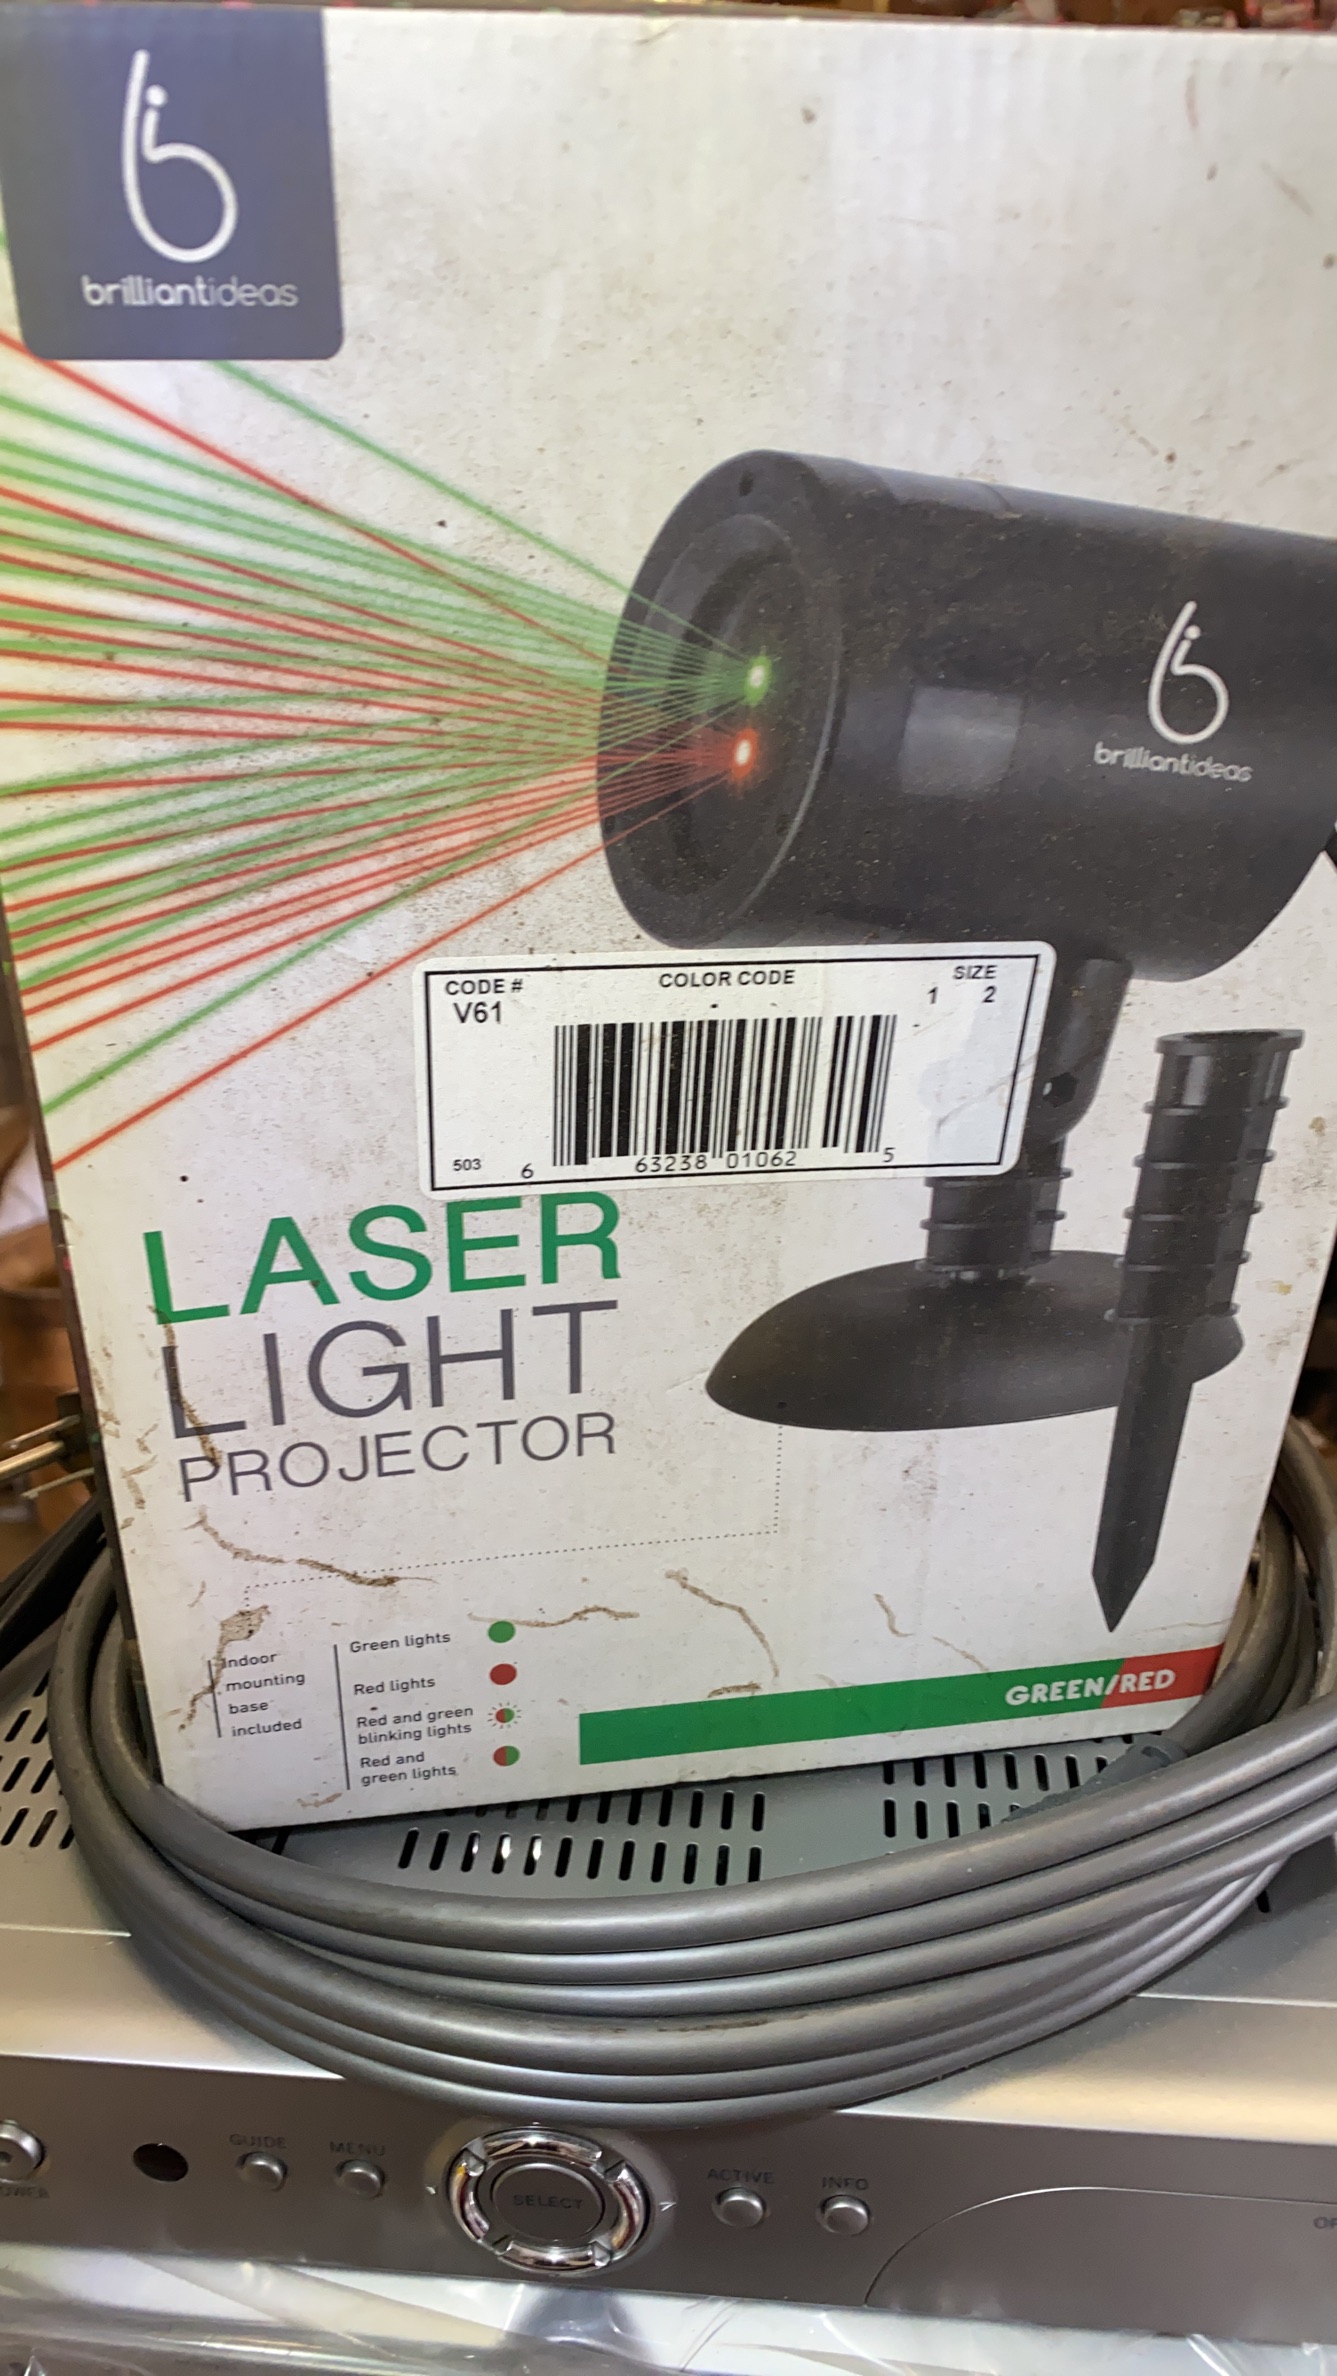 brilliantideas
brilliantideas
CODE #
COLOR CODE
SIZE
V61
1 2
503
6 63238 01062 5
LASER
LIGHT
PROJECTOR
Indoor
mounting
base
included
Green lights
Red lights
Red and green
blinking lights
Red and
green lights
GREEN/RED
GUIDE
MENU
SELECT
ACTIVE
INFO